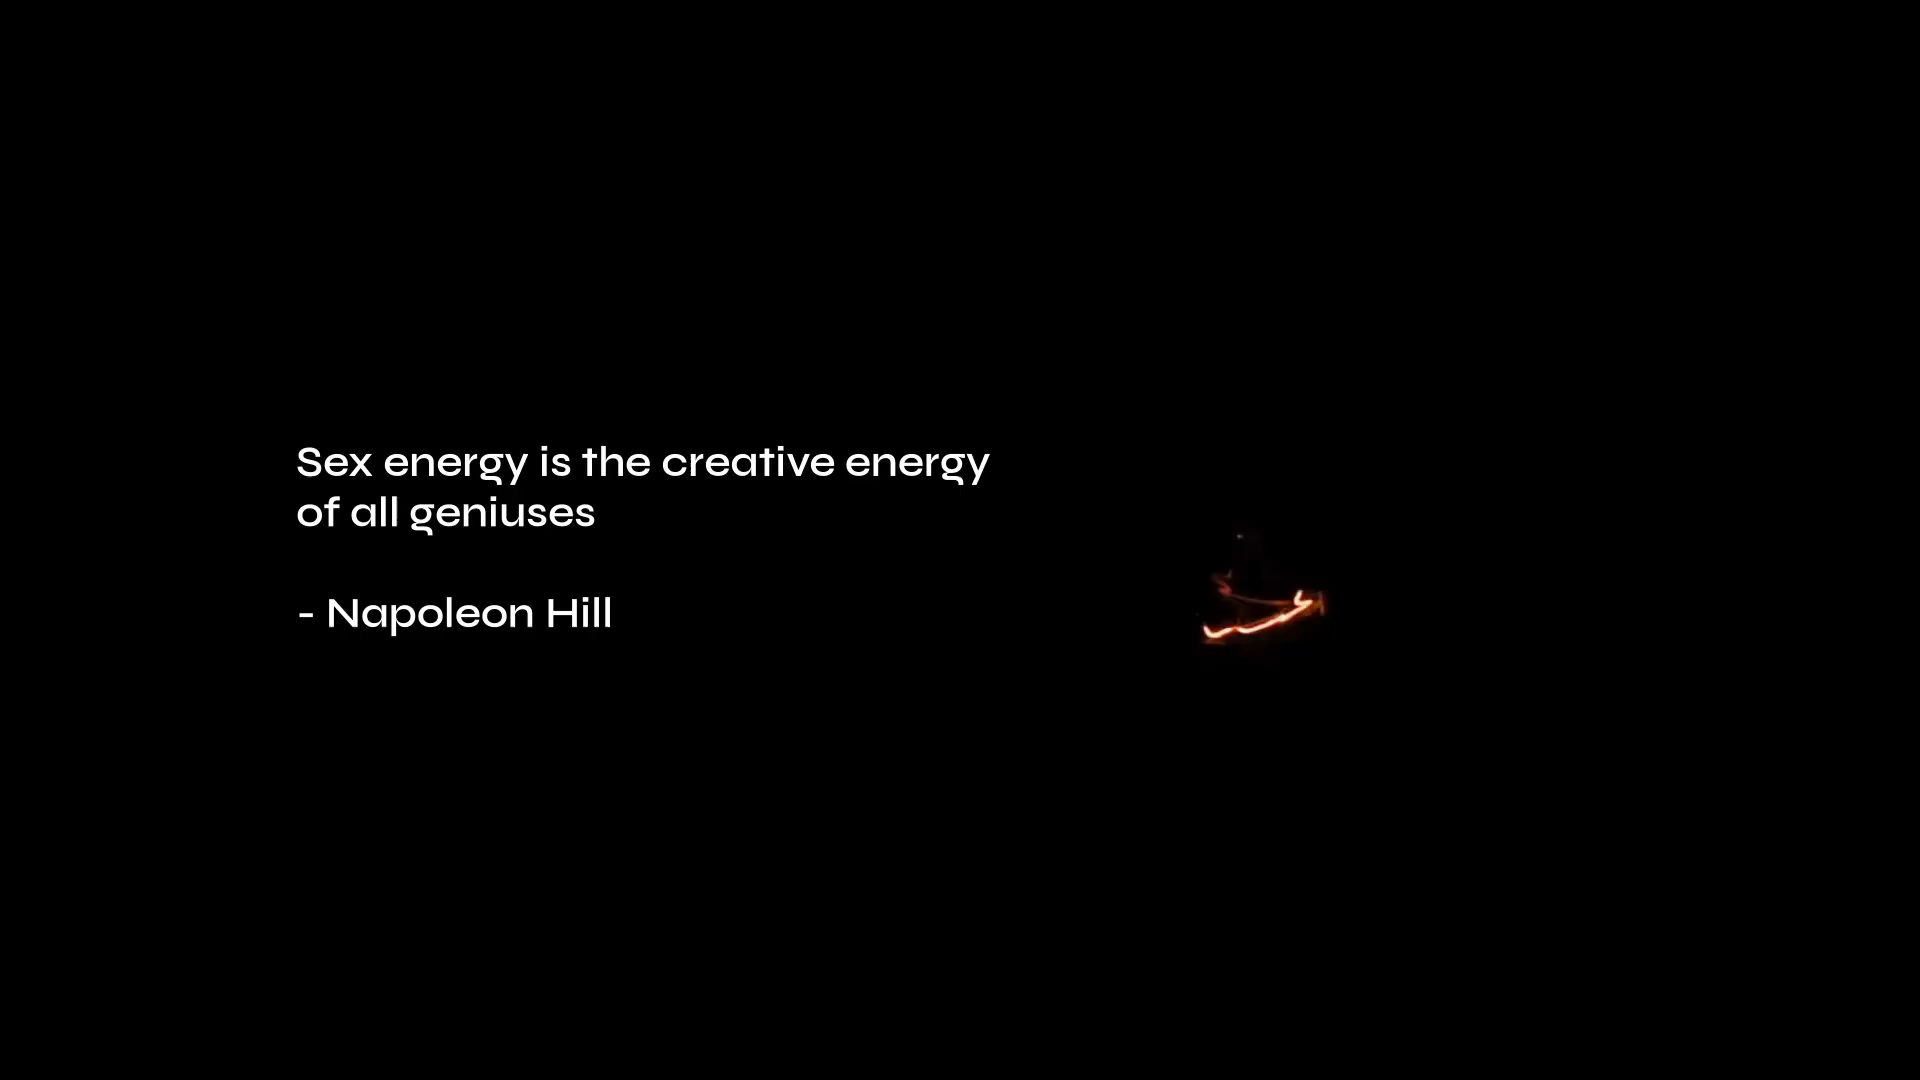 Sex energy is the creative energy
of all geniuses
- Napoleon Hill